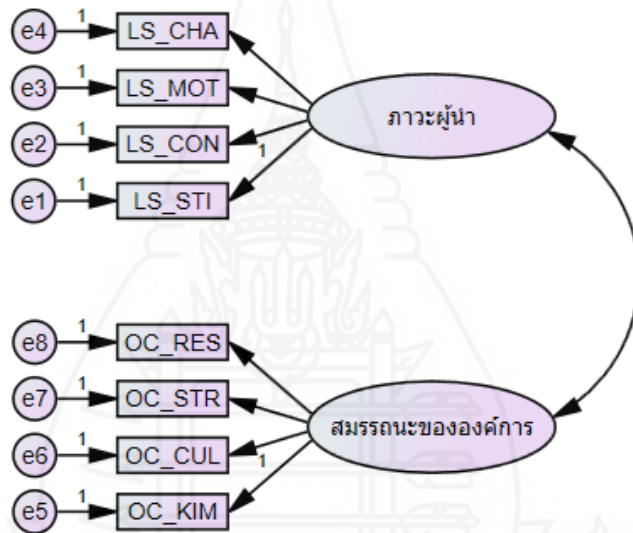 e4 1 LS_CHA
e3 1 LS_MOT
ภาวะผู้นำ
e2 1 LS_CON
1
e1 1 LS_STI
e8 1 OC_RES
e7 1 OC_STR
สมรรถนะขององค์การ
e6 1 OC_CUL
1
e5 1 OC_KIM